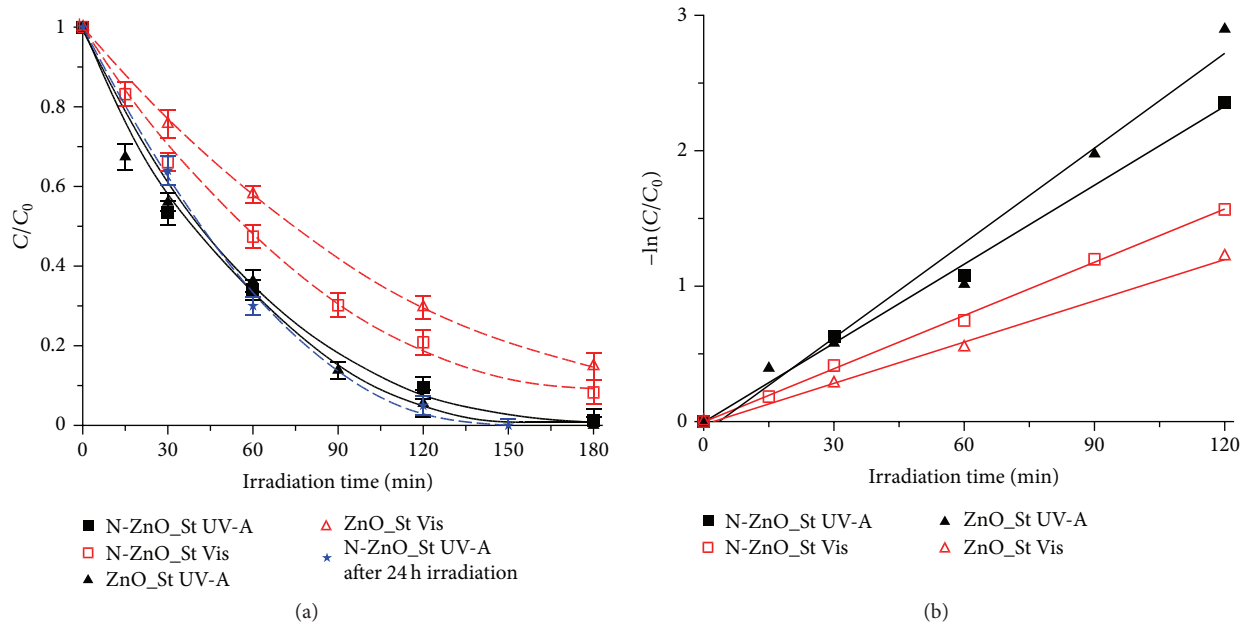 1
0.8
0.6
0.4
0.2
0
C/C0
0 30 60 90 120 150 180
Irradiation time (min)
N-ZnO_St UV-A
N-ZnO_St Vis
ZnO_St UV-A
ZnO_St Vis
N-ZnO_St UV-A
after 24 h irradiation
(a)
3
2
1
0
−ln (C/C0)
0 30 60 90 120
Irradiation time (min)
N-ZnO_St UV-A
N-ZnO_St Vis
ZnO_St UV-A
ZnO_St Vis
(b)